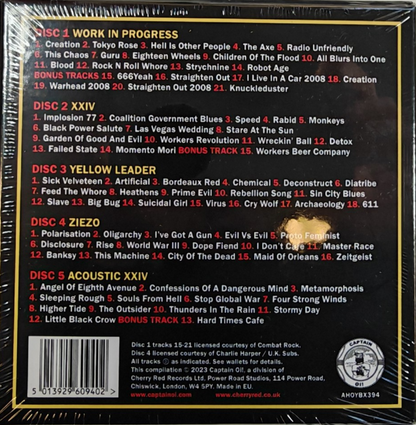 DISC 1 WORK IN PROGRESS
1. Creation 2. Tokyo Rose 3. Hell Is Other People 4. The Axe 5. Radio Unfriendly
6. This Chaos 7. Guru 8. Eighteen Wheels 9. Children Of The Flood 10. All Blurs Into One
11. Blood 12. Rock N Roll Whore 13. Strychnine 14. Robot Age
BONUS TRACKS 15. 666Yeah 16. Straighten Out 17. I Live In A Car 2008 18. Creation
19. Warhead 2008 20. Straighten Out 2008 21. Knuckleduster
DISC 2 XXIV
1. Implosion 77 2. Coalition Government Blues 3. Speed 4. Rabid 5. Monkeys
6. Black Power Salute 7. Las Vegas Wedding 8. Stare At The Sun
9. Garden Of Good And Evil 10. Workers Revolution 11. Wreckin' Ball 12. Detox
13. Failed State 14. Momento Mori BONUS TRACK 15. Workers Beer Company
DISC 3 YELLOW LEADER
1. Sick Velveteen 2. Artificial 3. Bordeaux Red 4. Chemical 5. Deconstruct 6. Diatribe
7. Feed The Whore 8. Heathens 9. Prime Evil 10. Rebellion Song 11. Sin City Blues
12. Slave 13. Big Bug 14. Suicidal Girl 15. Virus 16. Cry Wolf 17. Archaeology 18. 611
DISC 4 ZIEZO
1. Polarisation 2. Oligarchy 3. I've Got A Gun 4. Evil Vs Evil 5. Proto Feminist
6. Disclosure 7. Rise 8. World War III 9. Dope Fiend 10. I Don't Care 11. Master Race
12. Banksy 13. This Machine 14. City Of The Dead 15. Maid Of Orleans 16. Zeitgeist
DISC 5 ACOUSTIC XXIV
1. Angel Of Eighth Avenue 2. Confessions Of A Dangerous Mind 3. Metamorphosis
4. Sleeping Rough 5. Souls From Hell 6. Stop Global War 7. Four Strong Winds
8. Higher Tide 9. The Outsider 10. Thunders In The Rain 11. Stormy Day
12. Little Black Crow BONUS TRACK 13. Hard Times Cafe
Disc 1 tracks 15-21 licensed courtesy of Combat Rock.
Disc 4 licensed courtesy of Charlie Harper / U.K. Subs.
All tracks Ⓟ as indicated. See wallets for details.
This compilation © 2023 Captain Oi!, a division of
Cherry Red Records Ltd, Power Road Studios, 114 Power Road,
Chiswick, London, W4 5PY. Made in EU
www.captainoi.com www.cherryred.co.uk
5 013929 609402 >
CAPTAIN
Oi!
AHOYBX394